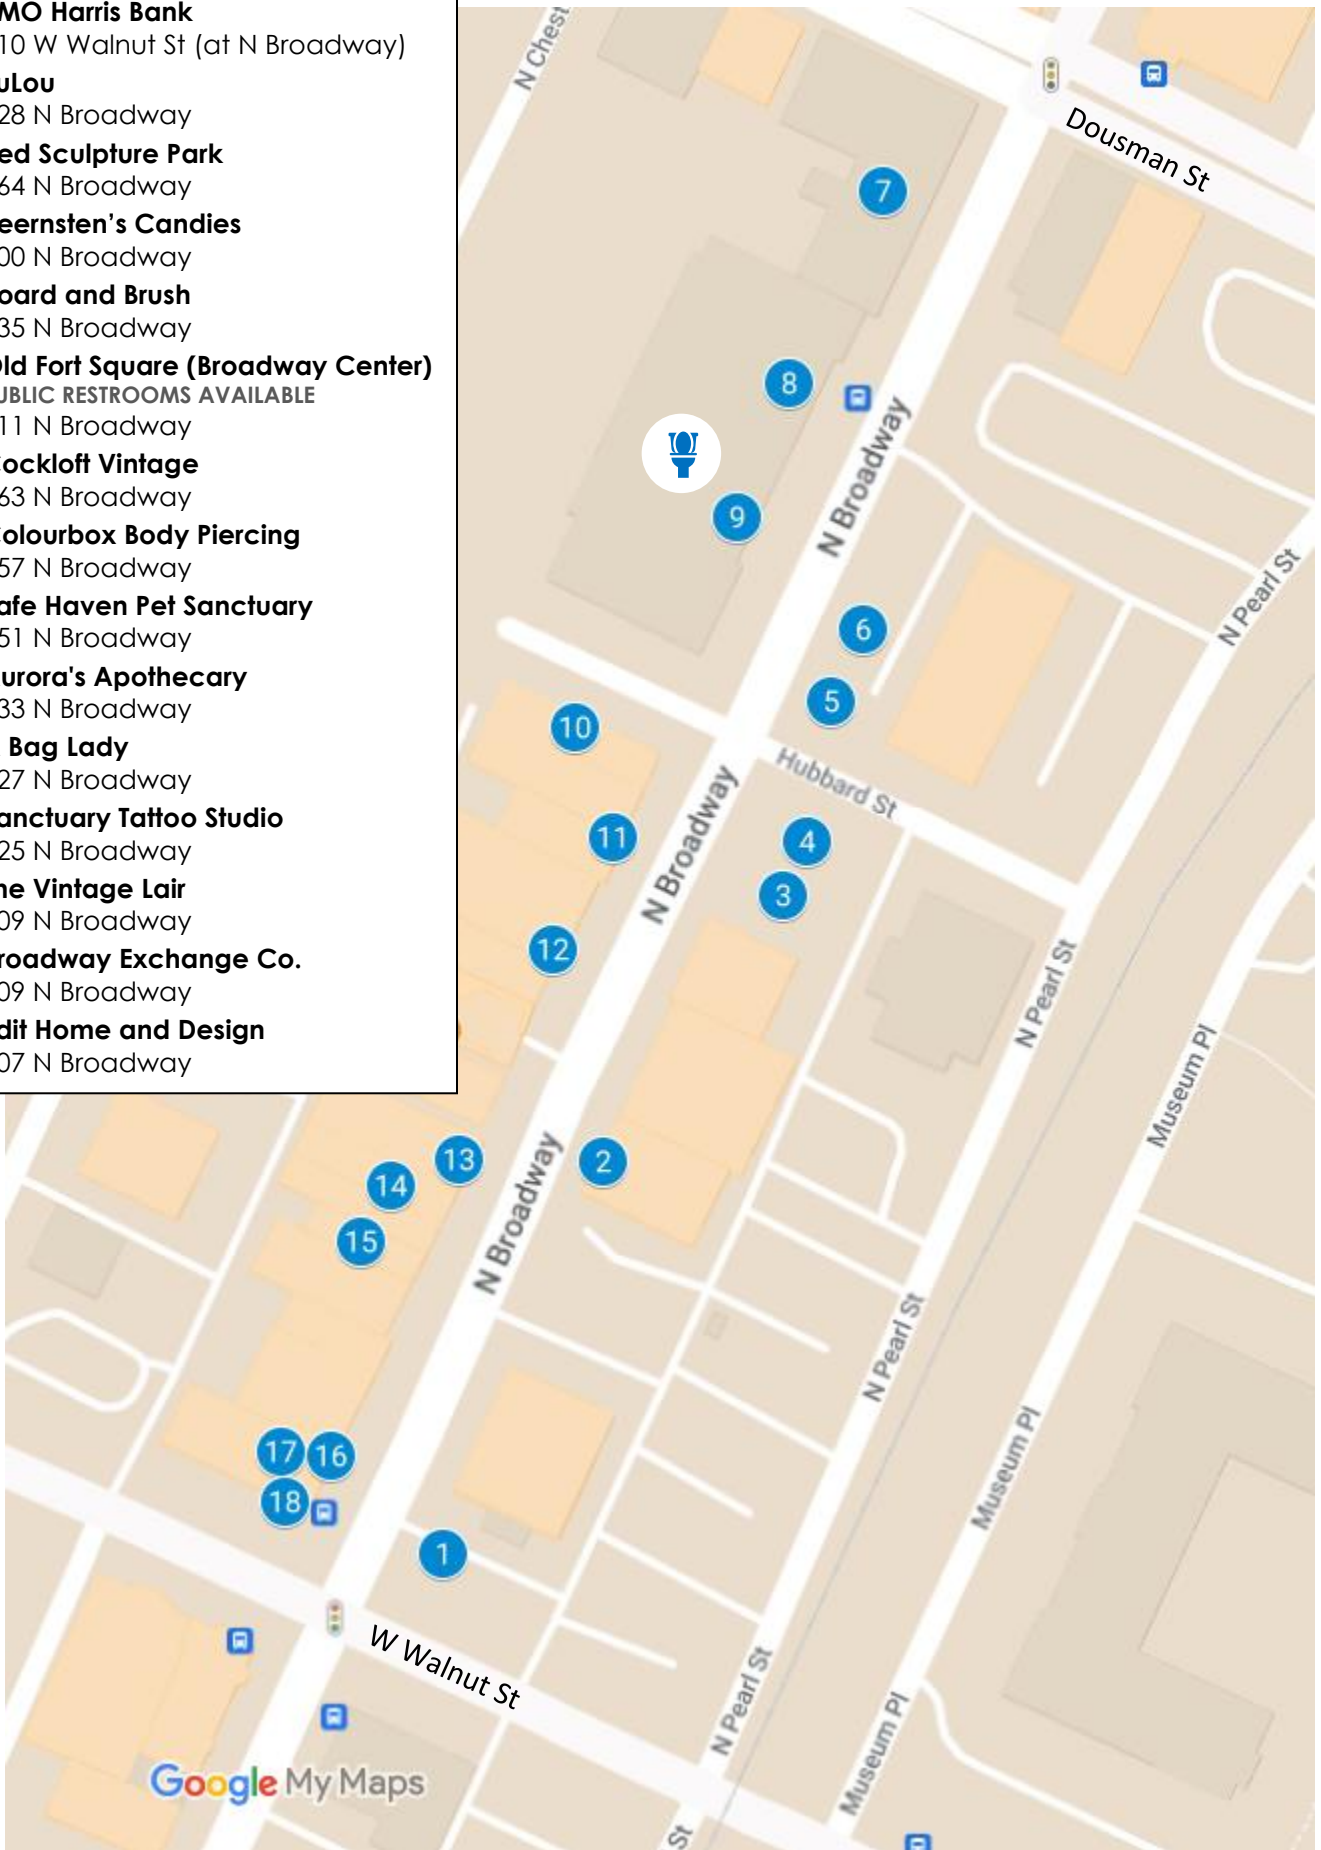 MO Harris Bank
10 W Walnut St (at N Broadway)
uLou
28 N Broadway
ed Sculpture Park
64 N Broadway
eernsten's Candies
00 N Broadway
oard and Brush
35 N Broadway
ld Fort Square (Broadway Center)
UBLIC RESTROOMS AVAILABLE
11 N Broadway
ockloft Vintage
63 N Broadway
olourbox Body Piercing
57 N Broadway
afe Haven Pet Sanctuary
51 N Broadway
urora's Apothecary
33 N Broadway
Bag Lady
27 N Broadway
anctuary Tattoo Studio
25 N Broadway
he Vintage Lair
09 N Broadway
roadway Exchange Co.
09 N Broadway
dit Home and Design
07 N Broadway
N Chest
Dousman St
7
8
N Broadway
9
N Pearl St
6
5
10
Hubbard St
N Broadway
11
4
3
12
N Pearl St
Museum Pl
13
2
14
N Broadway
15
N Pearl St
17
16
18
Museum Pl
1
W Walnut St
N Pearl St
Museum Pl
Google My Maps
St